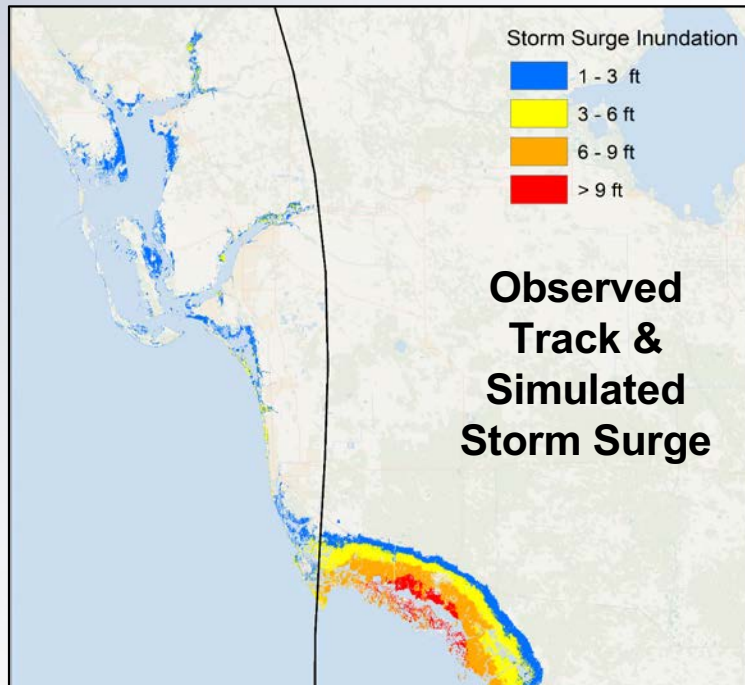 Storm Surge Inundation
1 - 3 ft
3 - 6 ft
6 - 9 ft
> 9 ft
Observed
Track &
Simulated
Storm Surge